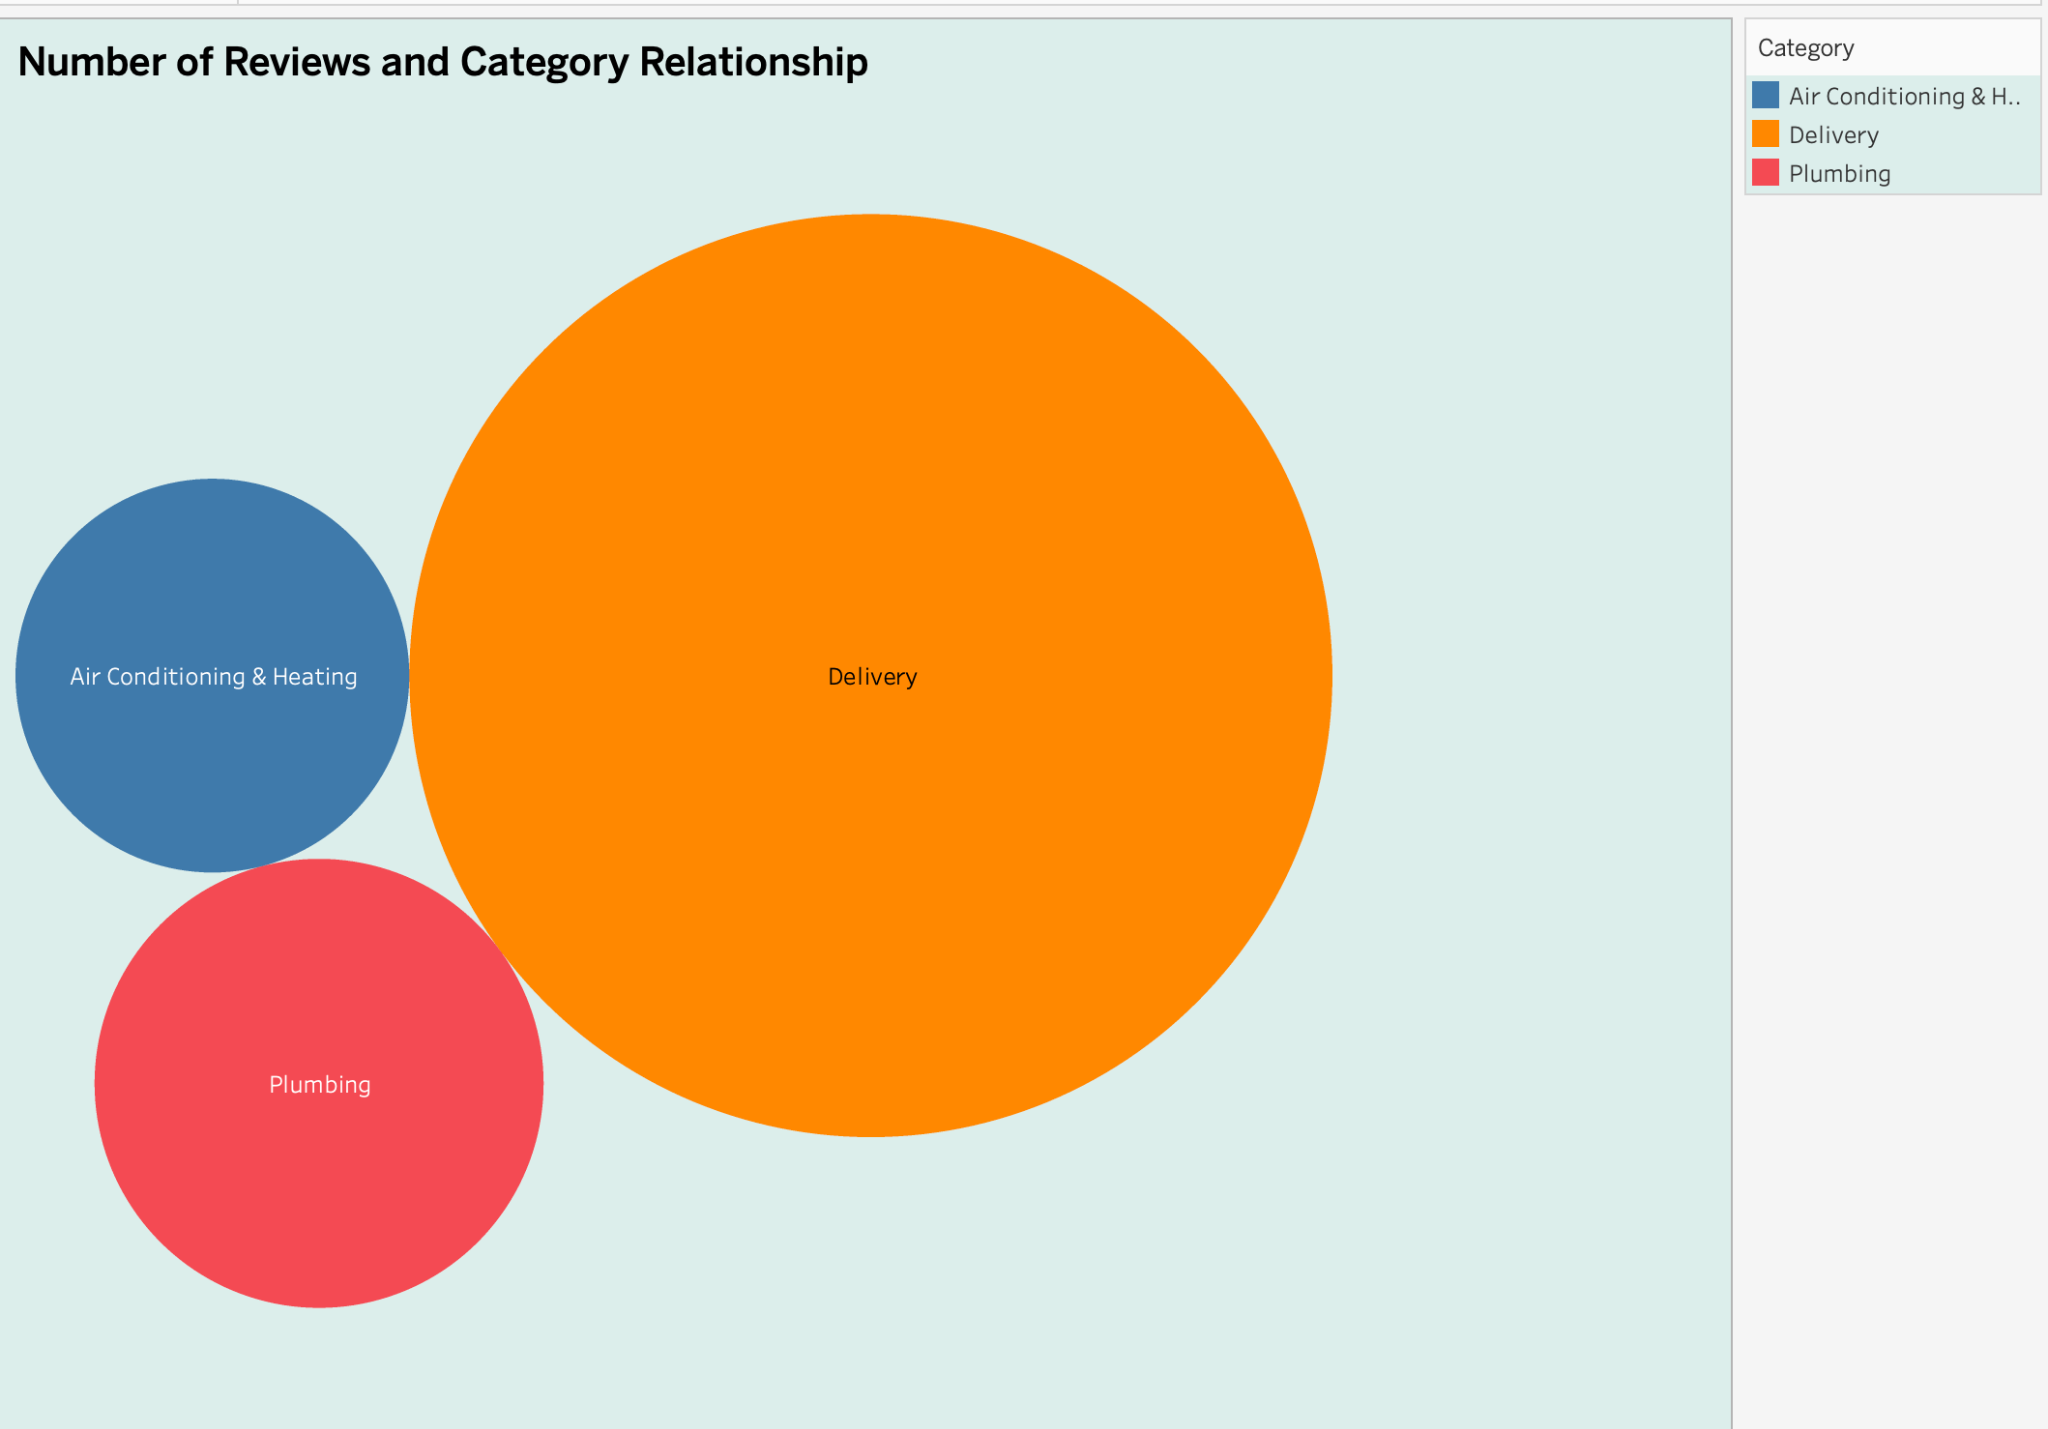 Number of Reviews and Category Relationship
Category
Air Conditioning & H..
Delivery
Plumbing
Air Conditioning & Heating
Delivery
Plumbing